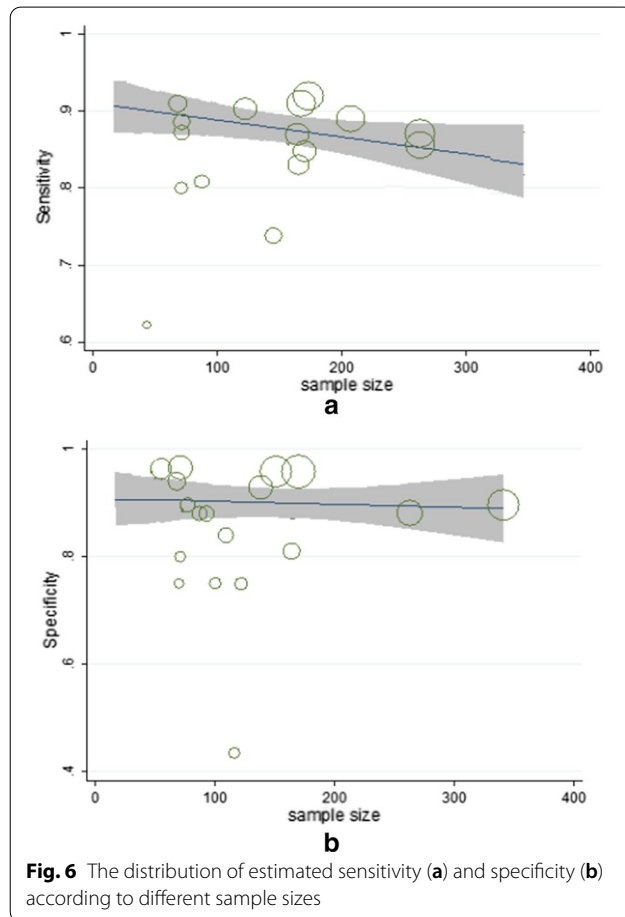 1
.9
.8
.7
.6
Sensitivity
0 100 200 300 400
sample size
a
1
.8
.6
.4
Specificity
0 100 200 300 400
sample size
b
Fig. 6 The distribution of estimated sensitivity (a) and specificity (b)
according to different sample sizes